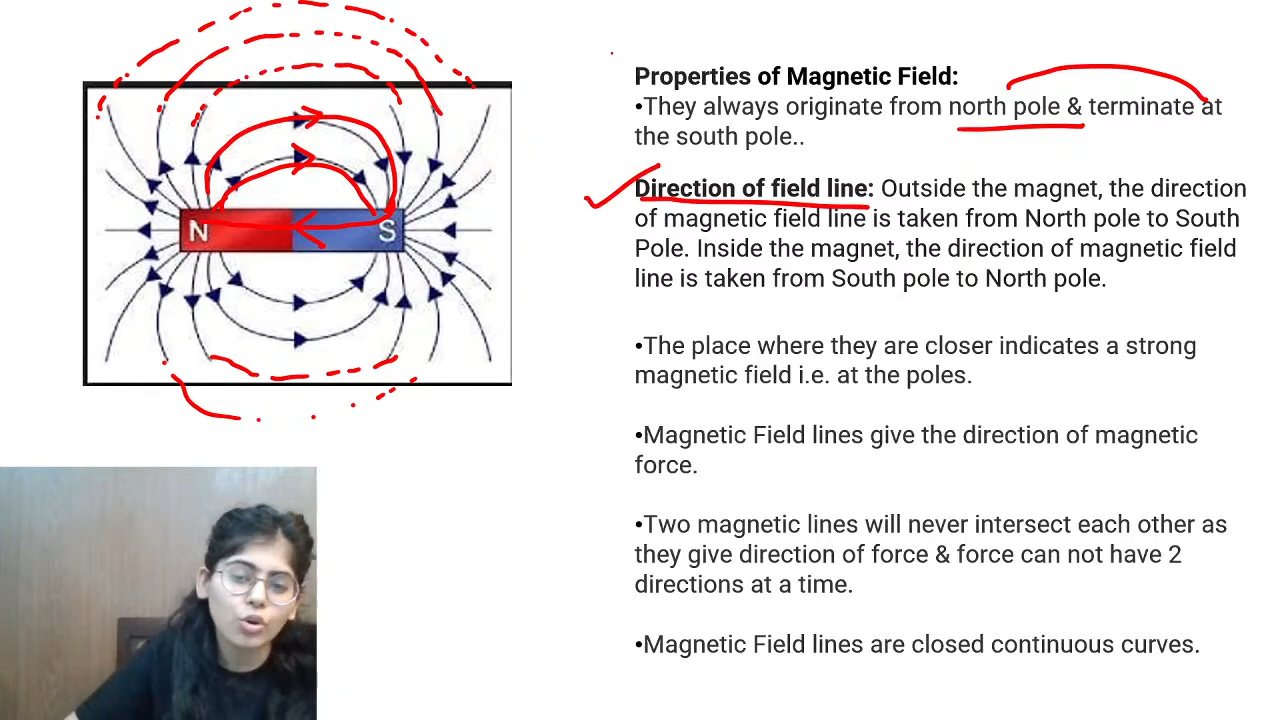 N
S
Properties of Magnetic Field:
•They always originate from north pole & terminate at
the south pole..
Direction of field line: Outside the magnet, the direction
of magnetic field line is taken from North pole to South
Pole. Inside the magnet, the direction of magnetic field
line is taken from South pole to North pole.
•The place where they are closer indicates a strong
magnetic field i.e. at the poles.
•Magnetic Field lines give the direction of magnetic
force.
•Two magnetic lines will never intersect each other as
they give direction of force & force can not have 2
directions at a time.
•Magnetic Field lines are closed continuous curves.